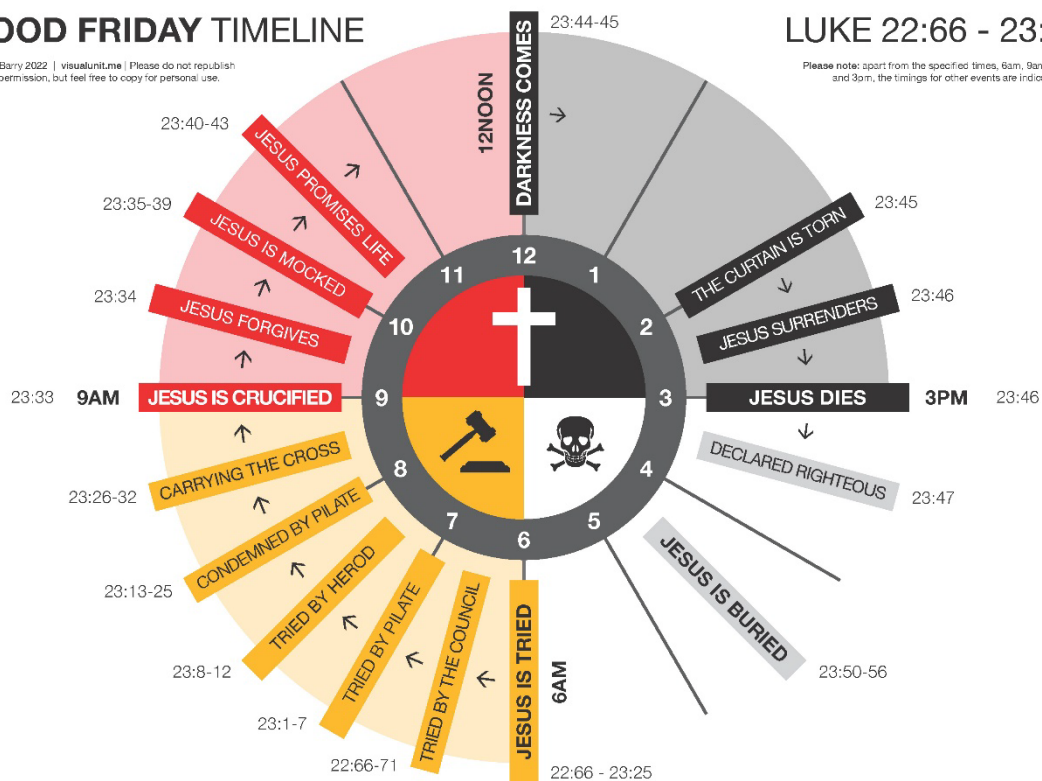 OOD FRIDAY TIMELINE
Barry 2022 | visualunit.me | Please do not republish
permission, but feel free to copy for personal use.
LUKE 22:66 - 23:
Please note: apart from the specified times, 6am, 9an
and 3pm, the timings for other events are indic
23:44-45
12NOON
DARKNESS COMES
23:40-43
JESUS PROMISES LIFE
23:35-39
JESUS IS MOCKED
23:34
JESUS FORGIVES
23:33
9AM
JESUS IS CRUCIFIED
23:26-32
CARRYING THE CROSS
23:13-25
CONDEMNED BY PILATE
23:8-12
TRIED BY HEROD
23:1-7
TRIED BY PILATE
22:66-71
TRIED BY THE COUNCIL
JESUS IS TRIED
6AM
22:66 - 23:25
THE CURTAIN IS TORN
23:45
JESUS SURRENDERS
23:46
JESUS DIES
3PM
23:46
DECLARED RIGHTEOUS
23:47
JESUS IS BURIED
23:50-56
12
1
2
3
4
5
6
7
8
9
10
11